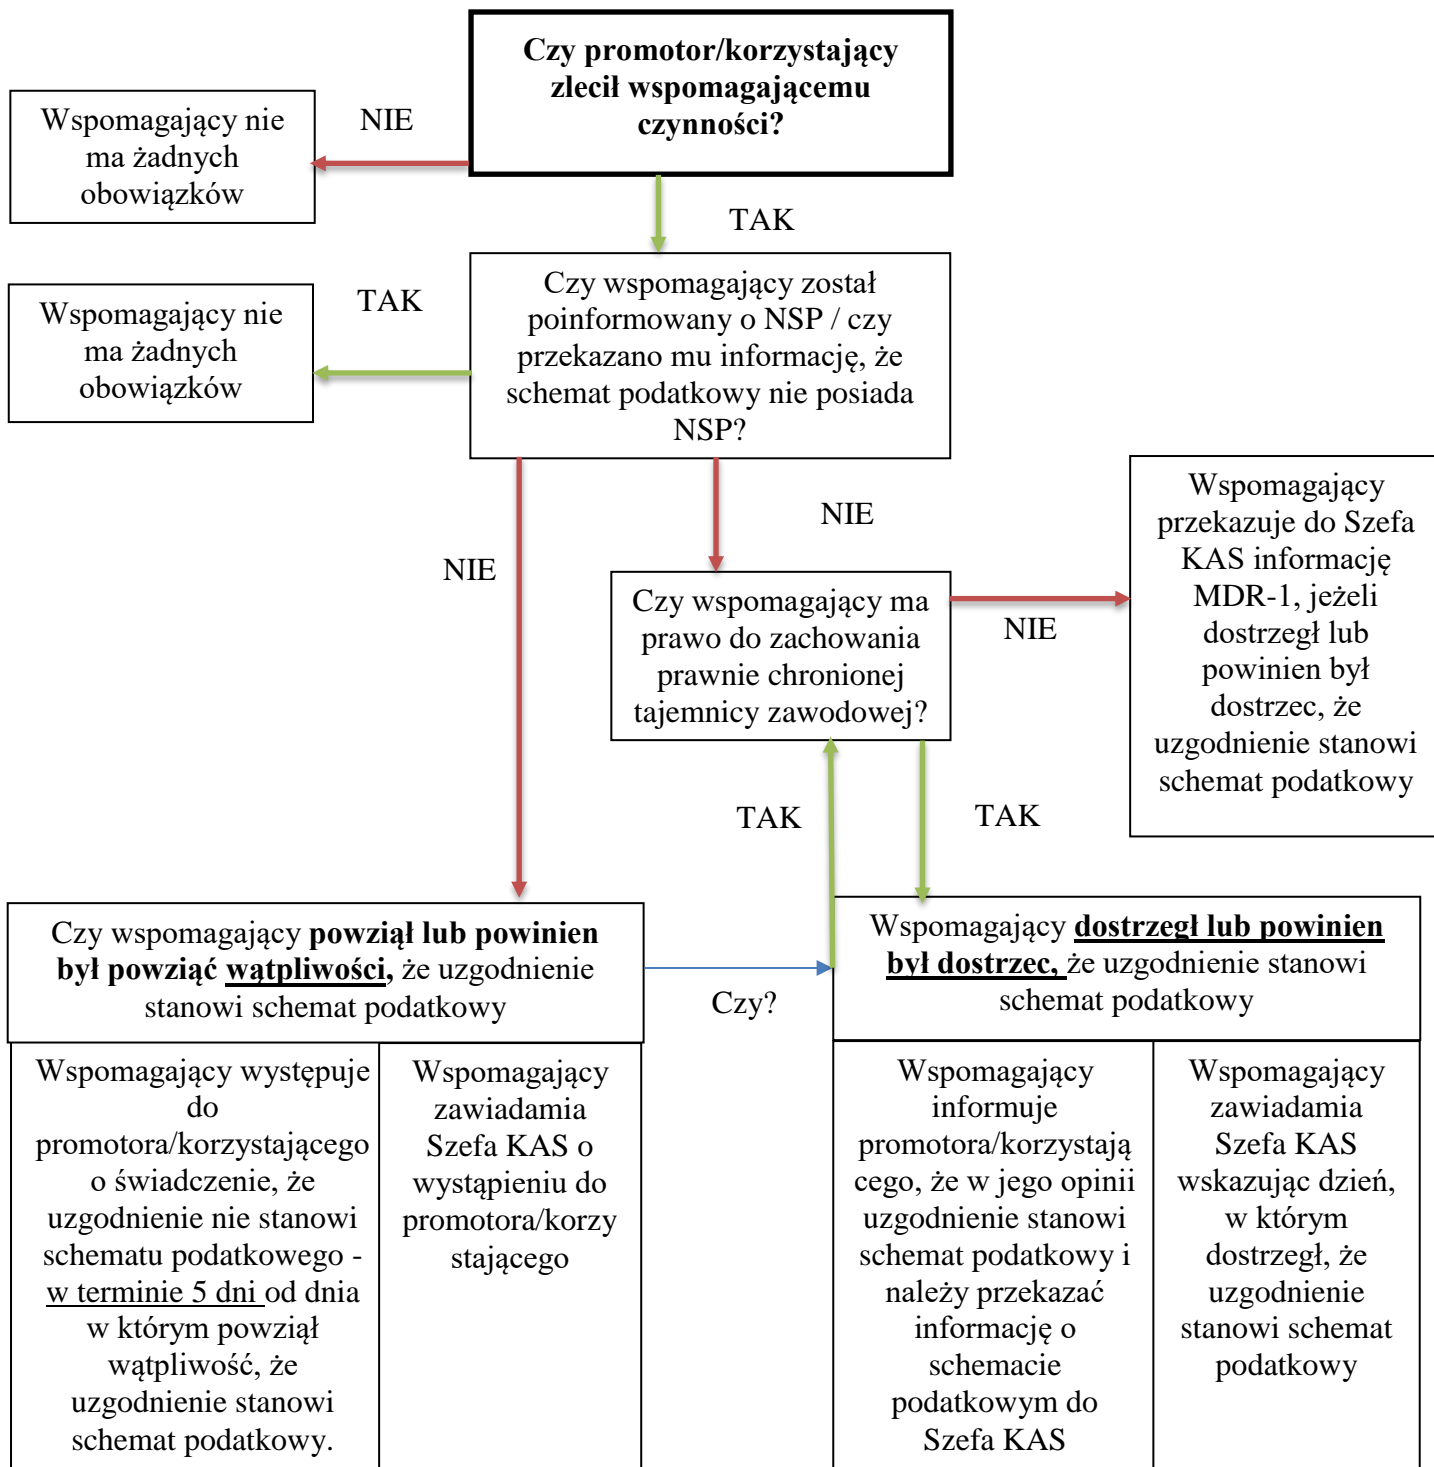 Czy promotor/korzystający
zlecił wspomagającemu
czynności?
NIE
Wspomagający nie
ma żadnych
obowiązków
TAK
Czy wspomagający został
poinformowany o NSP / czy
przekazano mu informację, że
schemat podatkowy nie posiada
NSP?
TAK
Wspomagający nie
ma żadnych
obowiązków
NIE
NIE
Czy wspomagający ma
prawo do zachowania
prawnie chronionej
tajemnicy zawodowej?
NIE
Wspomagający
przekazuje do Szefa
KAS informację
MDR-1, jeżeli
dostrzegł lub
powinien był
dostrzec, że
uzgodnienie stanowi
schemat podatkowy
TAK
TAK
Czy wspomagający powziął lub powinien
był powziąć wątpliwości, że uzgodnienie
stanowi schemat podatkowy
Czy?
Wspomagający dostrzegł lub powinien
był dostrzec, że uzgodnienie stanowi
schemat podatkowy
Wspomagający występuje
do
promotora/korzystającego
o świadczenie, że
uzgodnienie nie stanowi
schematu podatkowego -
w terminie 5 dni od dnia
w którym powziął
wątpliwość, że
uzgodnienie stanowi
schemat podatkowy.
Wspomagający
zawiadamia
Szefa KAS o
wystąpieniu do
promotora/korzy
stającego
Wspomagający
informuje
promotora/korzystają
cego, że w jego opinii
uzgodnienie stanowi
schemat podatkowy i
należy przekazać
informację o
schemacie
podatkowym do
Szefa KAS
Wspomagający
zawiadamia
Szefa KAS
wskazując dzień,
w którym
dostrzegł, że
uzgodnienie
stanowi schemat
podatkowy